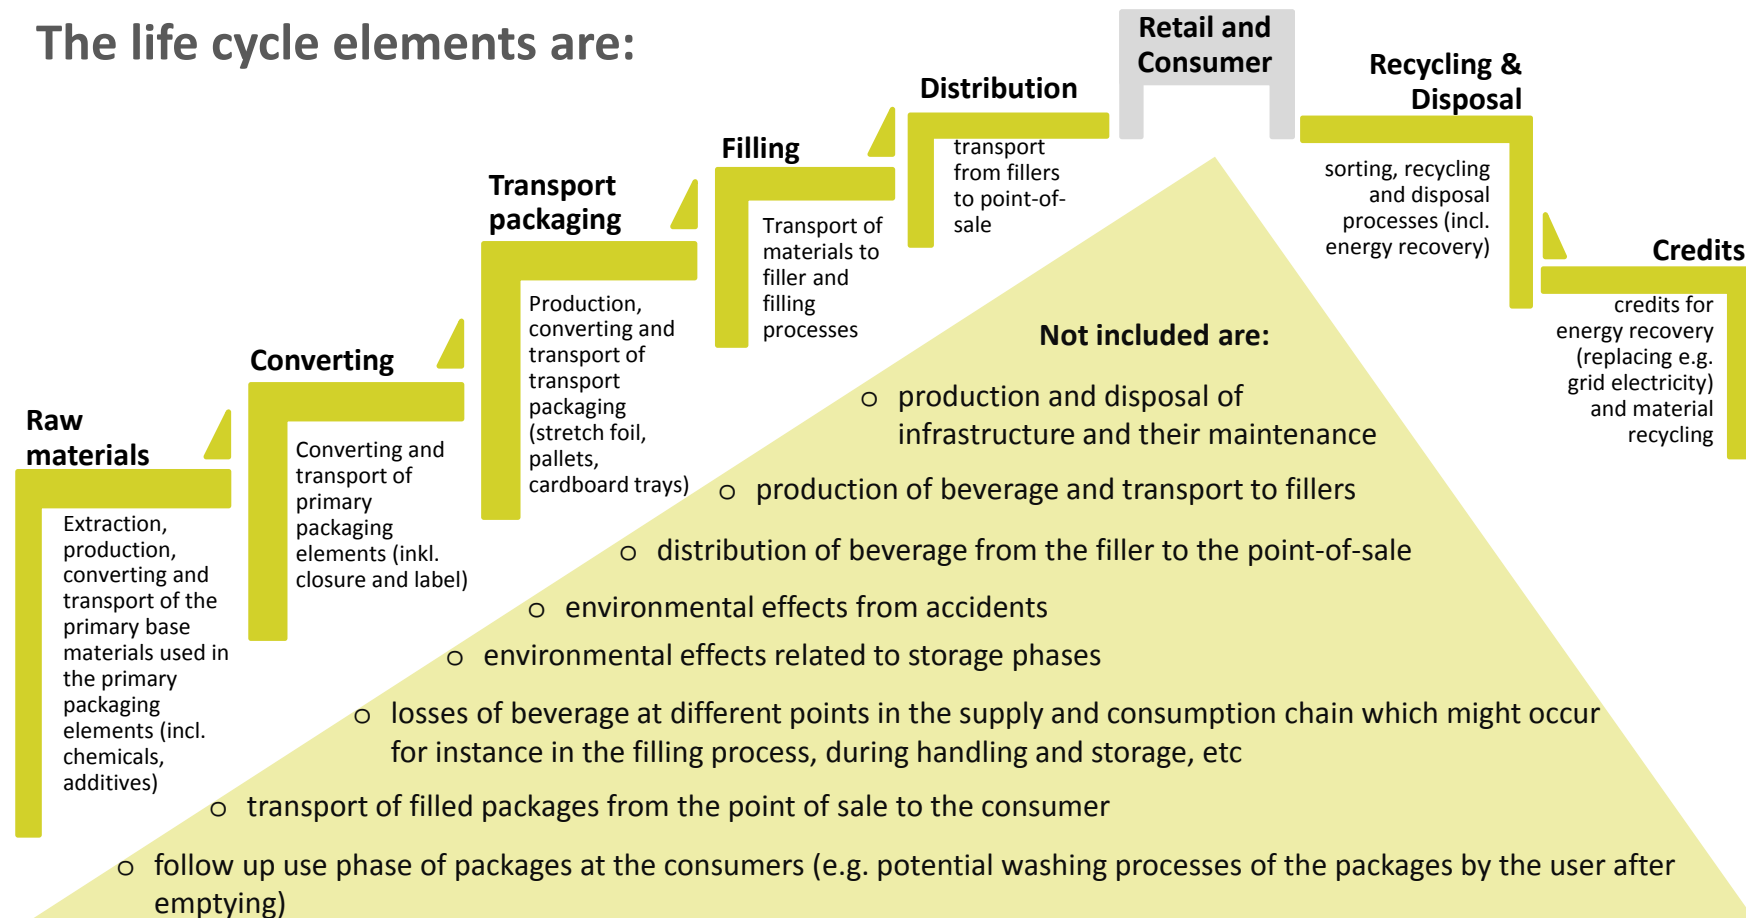 The life cycle elements are:
Raw
materials
Extraction,
production,
converting and
transport of the
primary base
materials used in
the primary
packaging
elements (incl.
chemicals,
additives)
Converting
Converting and
transport of
primary
packaging
elements (inkl.
closure and label)
Transport
packaging
Production,
converting and
transport of
transport
packaging
(stretch foil,
pallets,
cardboard trays)
Filling
Transport of
materials to
filler and
filling
processes
Distribution
transport
from fillers
to point-of-
sale
Retail and
Consumer
Recycling &
Disposal
sorting, recycling
and disposal
processes (incl.
energy recovery)
Credits
credits for
energy recovery
(replacing e.g.
grid electricity)
and material
recycling
Not included are:
o production and disposal of
infrastructure and their maintenance
o production of beverage and transport to fillers
o distribution of beverage from the filler to the point-of-sale
o environmental effects from accidents
o environmental effects related to storage phases
o losses of beverage at different points in the supply and consumption chain which might occur
for instance in the filling process, during handling and storage, etc
o transport of filled packages from the point of sale to the consumer
o follow up use phase of packages at the consumers (e.g. potential washing processes of the packages by the user after
emptying)